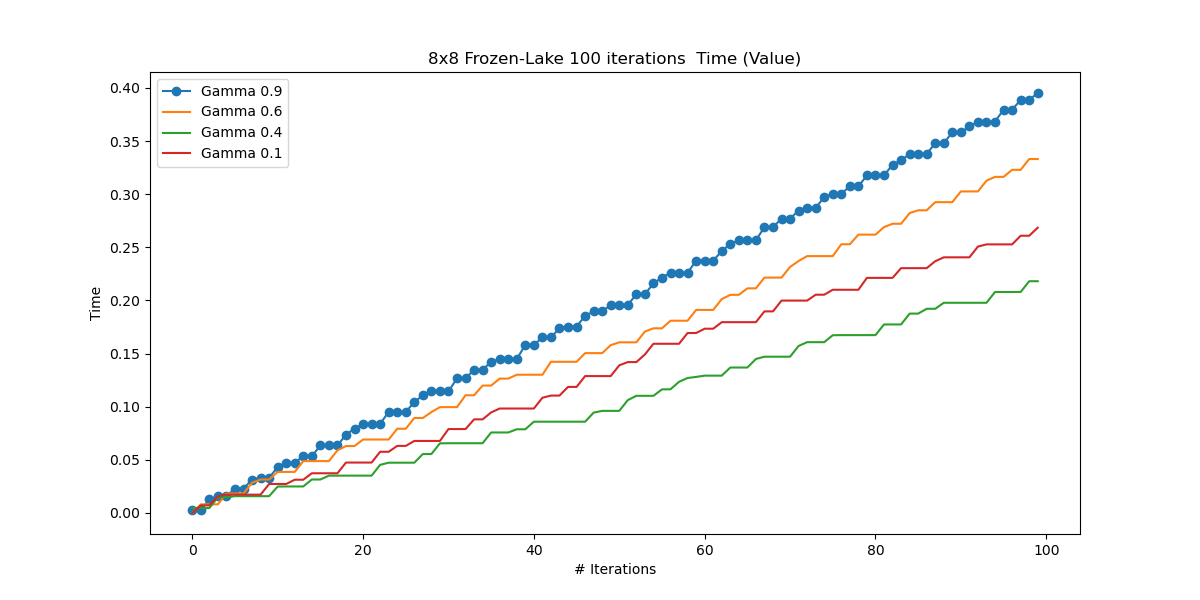 8x8 Frozen-Lake 100 iterations  Time (Value)
Gamma 0.9
Gamma 0.6
Gamma 0.4
Gamma 0.1
0.40
0.35
0.30
0.25
0.20
0.15
0.10
0.05
0.00
Time
0 20 40 60 80 100
# Iterations